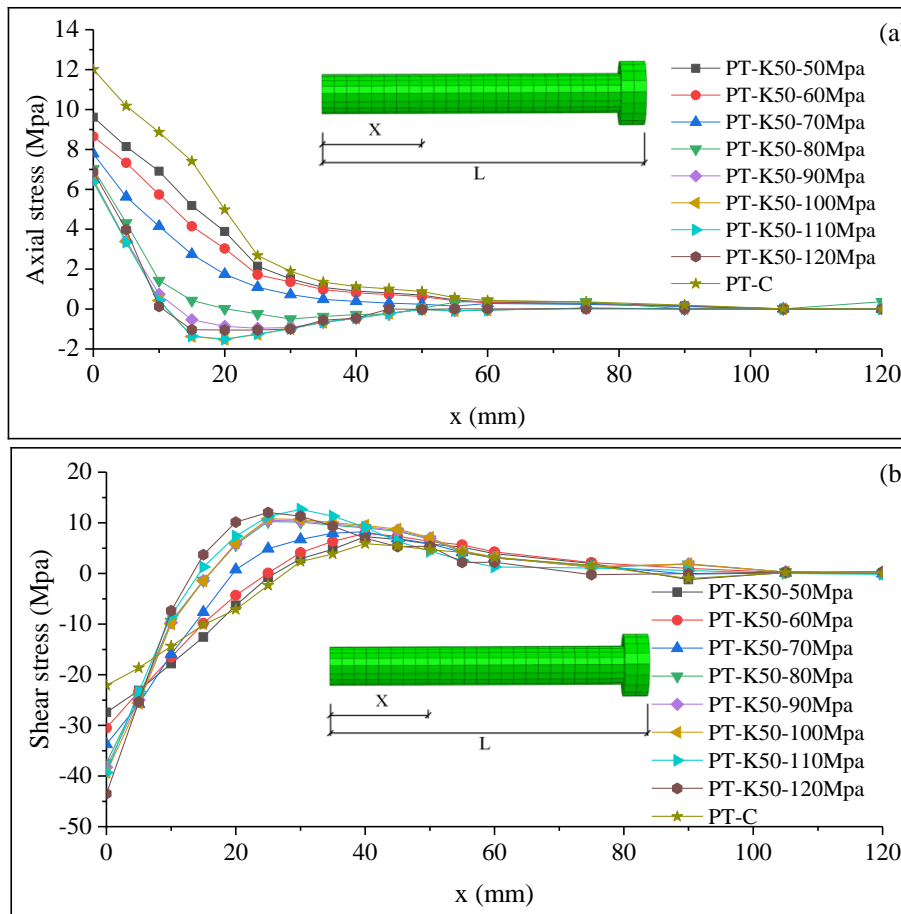 (a)
14
12
10
8
6
4
2
0
-2
Axial stress (Mpa)
0 20 40 60 80 100 120
x (mm)
X
L
PT-K50-50Mpa
PT-K50-60Mpa
PT-K50-70Mpa
PT-K50-80Mpa
PT-K50-90Mpa
PT-K50-100Mpa
PT-K50-110Mpa
PT-K50-120Mpa
PT-C
(b
20
10
0
-10
-20
-30
-40
-50
Shear stress (Mpa)
0 20 40 60 80 100 120
x (mm)
PT-K50-50Mpa
PT-K50-60Mpa
PT-K50-70Mpa
PT-K50-80Mpa
PT-K50-90Mpa
PT-K50-100Mpa
PT-K50-110Mpa
PT-K50-120Mpa
PT-C
X
L